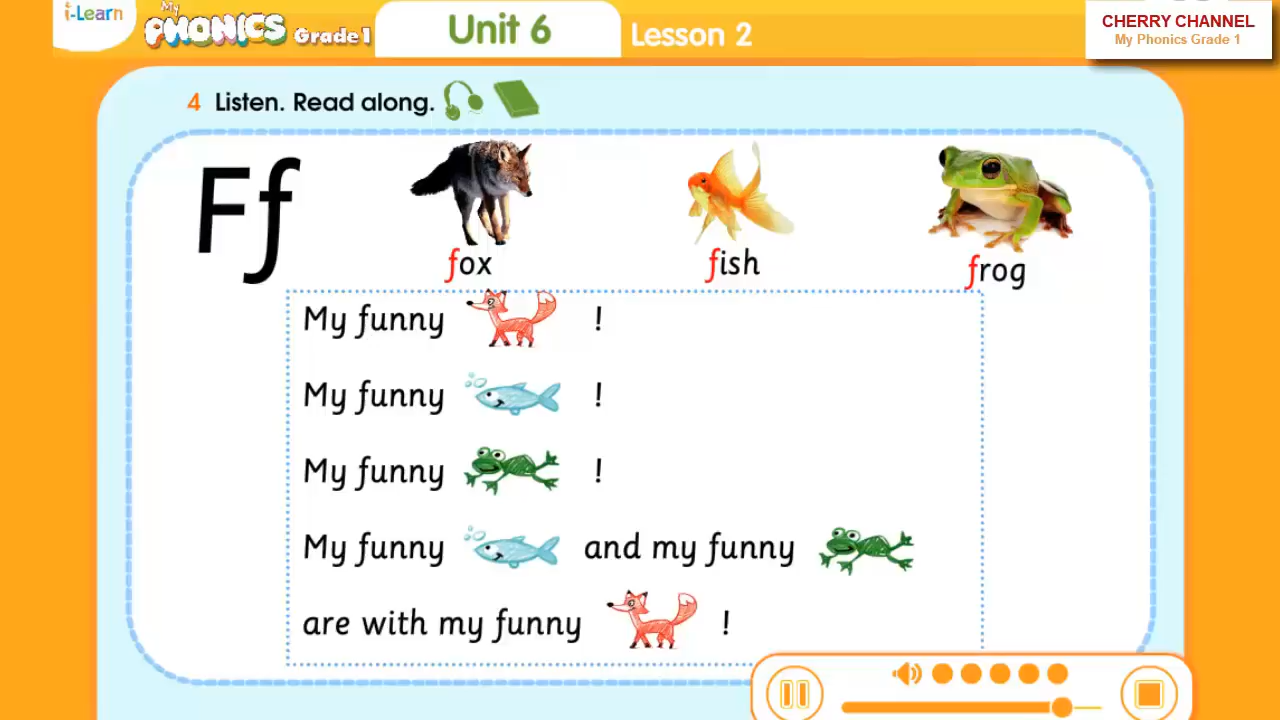 i-Learn
My
PHONICS Grade 1
Unit 6
Lesson 2
CHERRY CHANNEL
My Phonics Grade 1
4 Listen. Read along.
Ff
fox
fish
frog
My funny !
My funny !
My funny !
My funny and my funny
are with my funny !